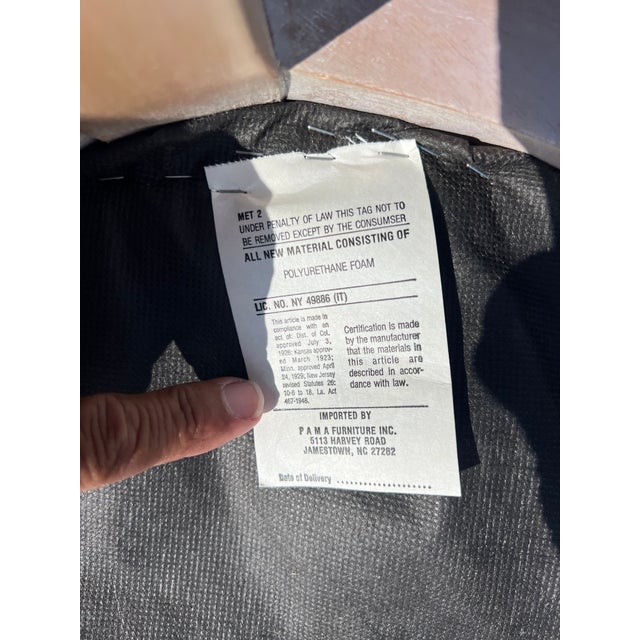 MET 2
UNDER PENALTY OF LAW THIS TAG NOT TO
BE REMOVED EXCEPT BY THE CONSUMSER
ALL NEW MATERIAL CONSISTING OF
POLYURETHANE FOAM
LIC. NO. NY 49886 (IT)
This article is made in
compliance with an
act of: Dist. of Col.
approved July 3,
1926; Kansas approv-
ed March 1923;
Minn. approved April
24, 1929; New Jersey
revised Statutes 26:
10-6 to 18. La. Act
467-1948.
Certification is made
by the manufacturer
that the materials in
this article are
described in accor-
dance with law.
IMPORTED BY
P A M A FURNITURE INC.
5113 HARVEY ROAD
JAMESTOWN, NC 27282
Date of Delivery ........................